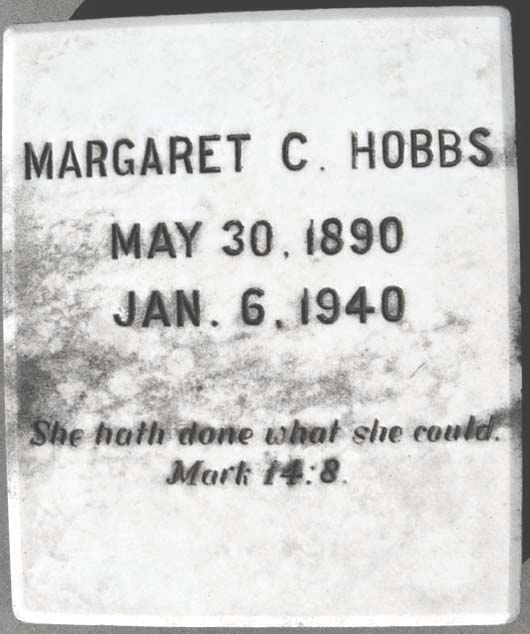 MARGARET C. HOBBS
MAY 30, 1890
JAN. 6, 1940
She hath done what she could.
Mark 14:8.